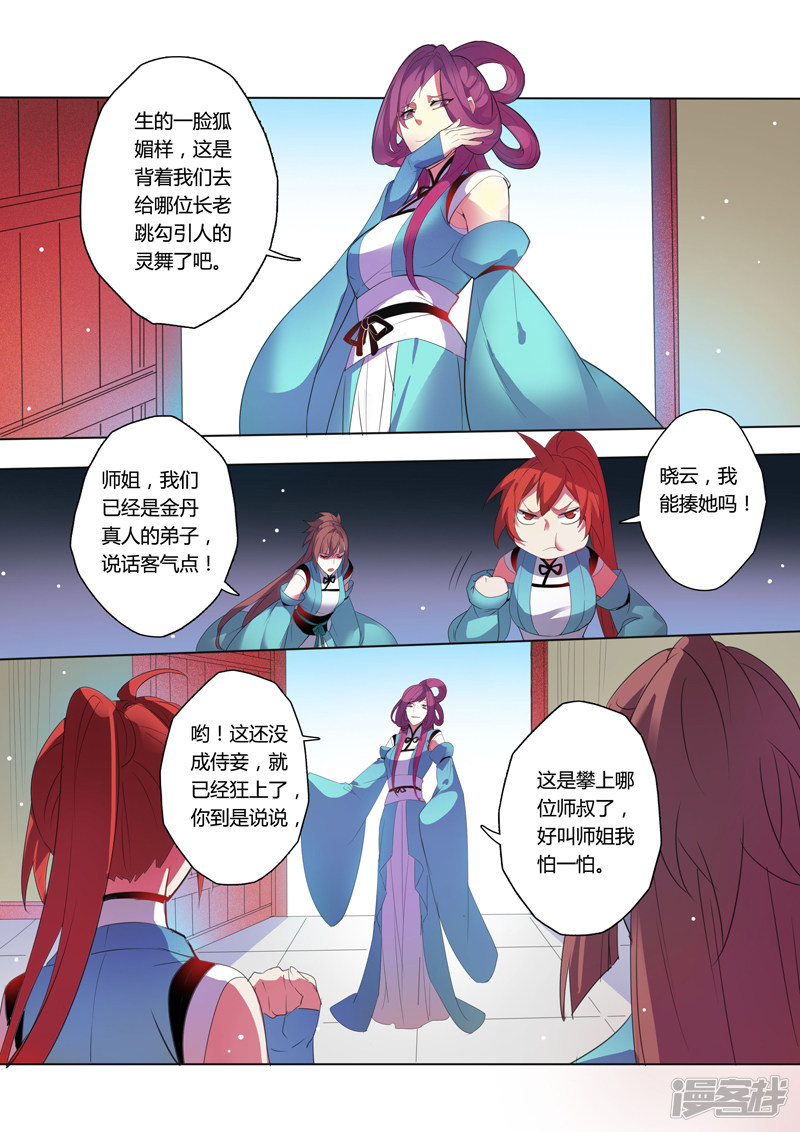 生的一脸狐
媚样，这是
背着我们去
给哪位长老
跳勾引人的
灵舞了吧。
师姐，我们
已经是金丹
真人的弟子，
说话客气点！
晓云，我
能揍她吗！
哟！这还没
成侍妾，就
已经狂上了，
你到是说说，
这是攀上哪
位师叔了，
好叫师姐我
怕一怕。
漫客栈